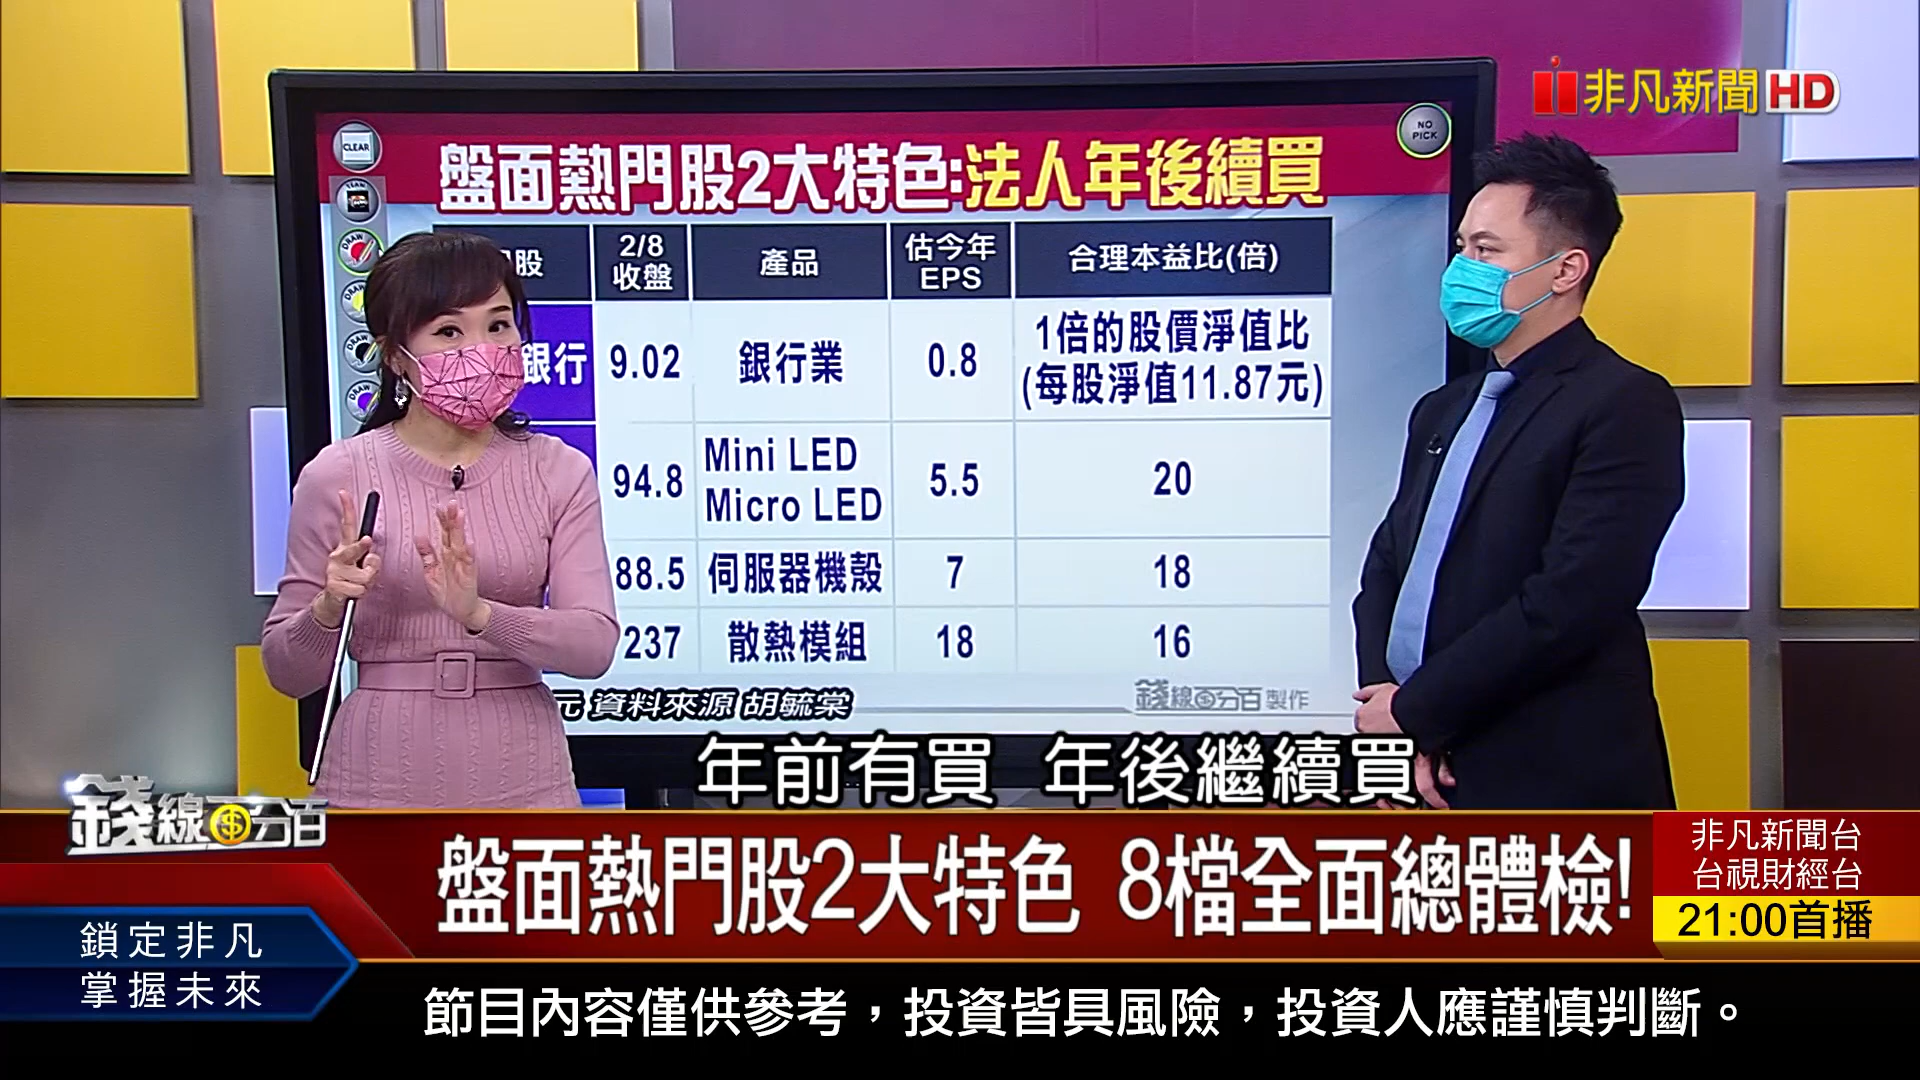 非凡新聞HD
CLEAR
NO PICK
TEAM
盤面熱門股2大特色:法人年後續買
股
2/8
收盤
產品
估今年
EPS
合理本益比(倍)
DRAW
銀行
9.02
銀行業
0.8
1倍的股價淨值比
(每股淨值11.87元)
DRAW
DRAW
DRAW
94.8
Mini LED
Micro LED
5.5
20
88.5
伺服器機殼
7
18
237
散熱模組
18
16
元 資料來源 胡毓棠
錢線百分百 製作
年前有買 年後繼續買
錢線百分百
盤面熱門股2大特色 8檔全面總體檢!
非凡新聞台
台視財經台
21:00首播
鎖定非凡
掌握未來
節目內容僅供參考，投資皆具風險，投資人應謹慎判斷。